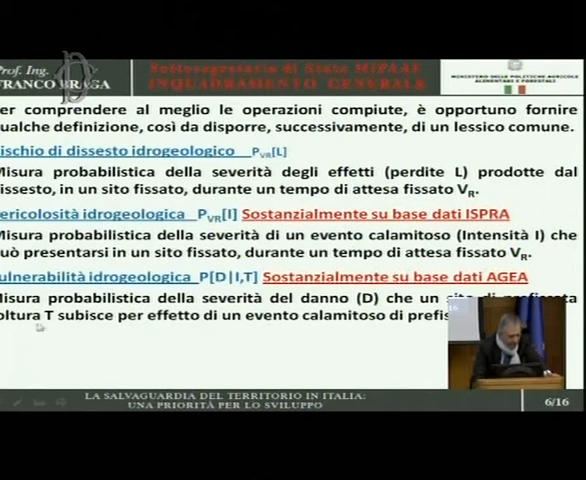 Prof. Ing.
FRANCO BRAGA
Sottosegretario di Stato MIPAAF
INQUADRAMENTO GENERALE
MINISTERO DELLE POLITICHE AGRICOLE
ALIMENTARI E FORESTALI
er comprendere al meglio le operazioni compiute, è opportuno fornire
ualche definizione, così da disporre, successivamente, di un lessico comune.
ischio di dissesto idrogeologico PVR[L]
Misura probabilistica della severità degli effetti (perdite L) prodotte dal
issesto, in un sito fissato, durante un tempo di attesa fissato VR.
ericolosità idrogeologica PVR[I] Sostanzialmente su base dati ISPRA
Misura probabilistica della severità di un evento calamitoso (Intensità I) che
uò presentarsi in un sito fissato, durante un tempo di attesa fissato VR.
ulnerabilità idrogeologica P[D|I,T] Sostanzialmente su base dati AGEA
Misura probabilistica della severità del danno (D) che un sito di prefissata
oltura T subisce per effetto di un evento calamitoso di prefis
LA SALVAGUARDIA DEL TERRITORIO IN ITALIA:
UNA PRIORITÀ PER LO SVILUPPO
6/16